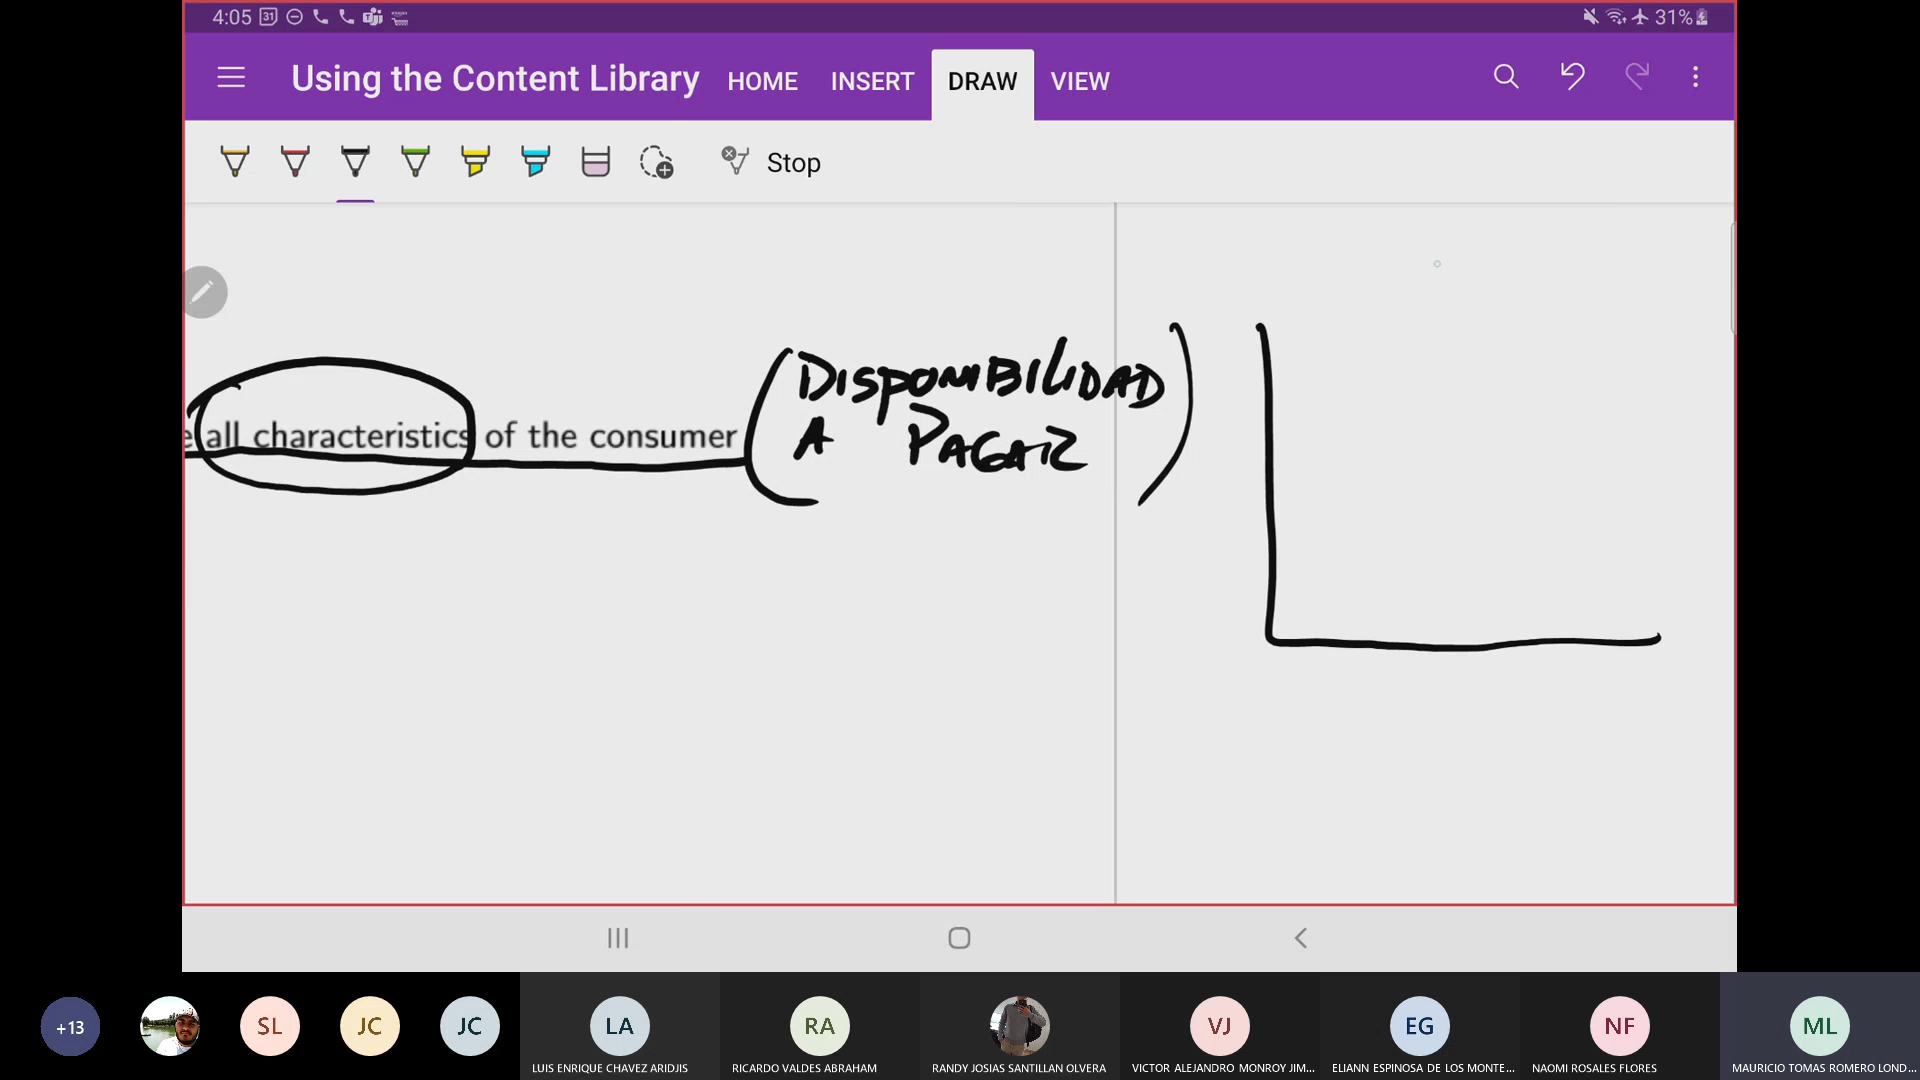 4:05 31 31%
Using the Content Library HOME INSERT DRAW VIEW
Stop
e all characteristics of the consumer
(DISPONIBILIDAD
A PAGAR)
+13 SL JC JC LA RA VJ EG NF ML
LUIS ENRIQUE CHAVEZ ARIDJIS RICARDO VALDES ABRAHAM RANDY JOSIAS SANTILLAN OLVERA VICTOR ALEJANDRO MONROY JIM... ELIANN ESPINOSA DE LOS MONTE... NAOMI ROSALES FLORES MAURICIO TOMAS ROMERO LOND...